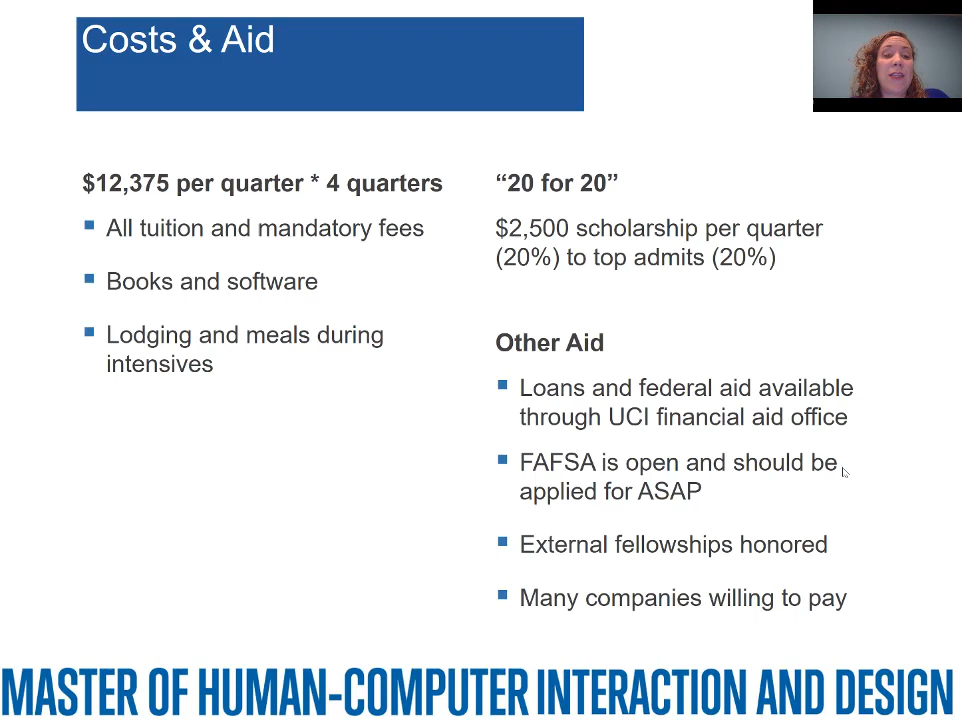 Costs & Aid
$12,375 per quarter * 4 quarters
All tuition and mandatory fees
Books and software
Lodging and meals during
intensives
“20 for 20”
$2,500 scholarship per quarter
(20%) to top admits (20%)
Other Aid
Loans and federal aid available
through UCI financial aid office
FAFSA is open and should be
applied for ASAP
External fellowships honored
Many companies willing to pay
MASTER OF HUMAN-COMPUTER INTERACTION AND DESIGN